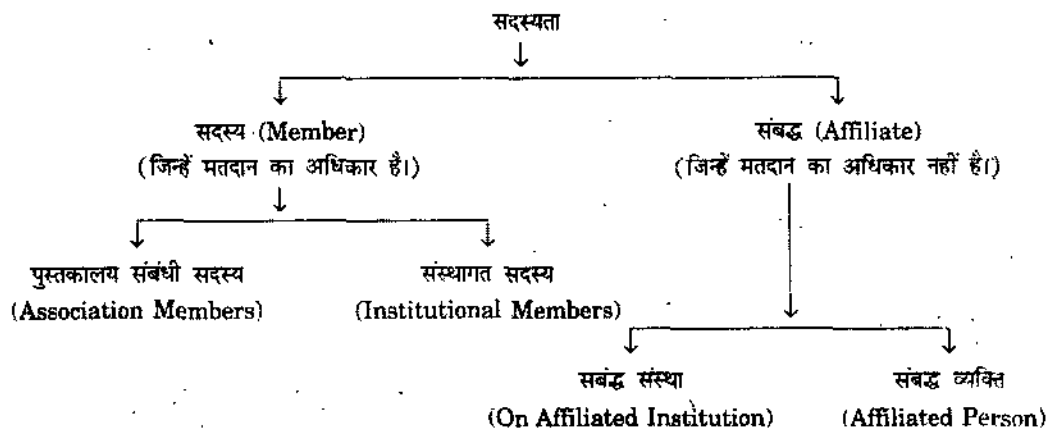 सदस्यता
सदस्य (Member)
(जिन्हें मतदान का अधिकार है।)
संबद्ध (Affiliate)
(जिन्हें मतदान का अधिकार नहीं है।)
पुस्तकालय संबंधी सदस्य
(Association Members)
संस्थागत सदस्य
(Institutional Members)
सबंद्ध संस्था
(On Affiliated Institution)
संबद्ध व्यक्ति
(Affiliated Person)